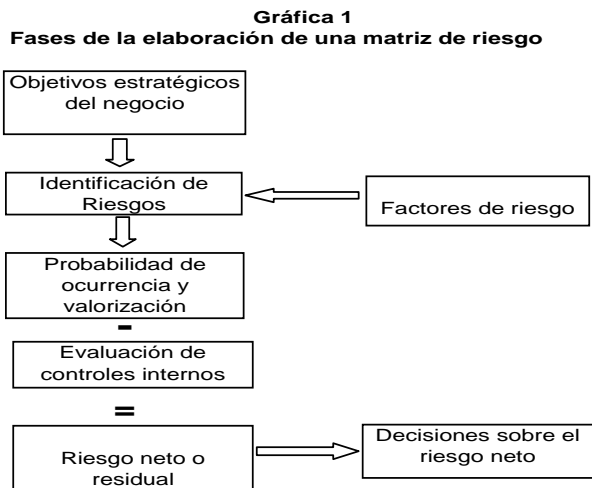 Gráfica 1
Fases de la elaboración de una matriz de riesgo
Objetivos estratégicos
del negocio
Identificación de
Riesgos
Factores de riesgo
Probabilidad de
ocurrencia y
valorización
-
Evaluación de
controles internos
=
Riesgo neto o
residual
Decisiones sobre el
riesgo neto